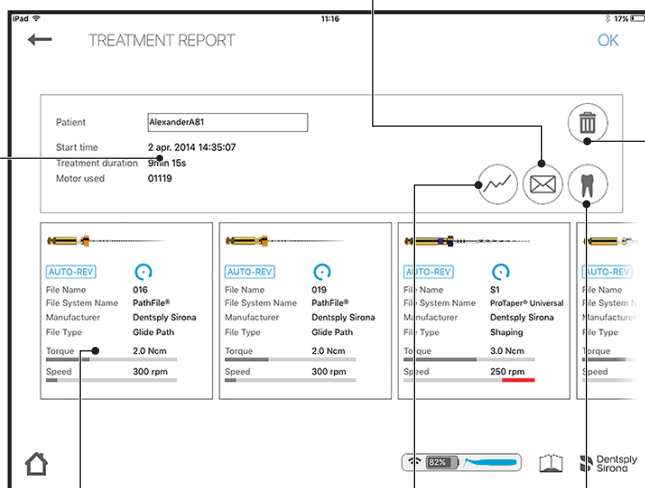 iPad 11:16 17%
TREATMENT REPORT OK
Patient AlexanderA81
Start time 2 apr. 2014 14:35:07
Treatment duration 9min 15s
Motor used 01119
AUTO-REV
File Name 016
File System Name PathFile®
Manufacturer Dentsply Sirona
File Type Glide Path
Torque 2.0 Ncm
Speed 300 rpm
AUTO-REV
File Name 019
File System Name PathFile®
Manufacturer Dentsply Sirona
File Type Glide Path
Torque 2.0 Ncm
Speed 300 rpm
AUTO-REV
File Name S1
File System Name ProTaper® Universal
Manufacturer Dentsply Sirona
File Type Shaping
Torque 3.0 Ncm
Speed 250 rpm
AUTO-REV
File Name
File System N
Manufacturer
File Type
Torque
Speed
82%
Dentsply
Sirona